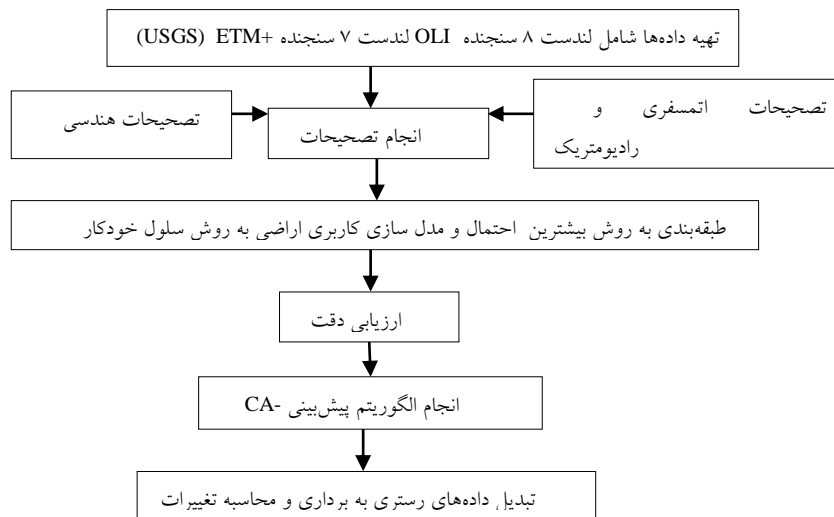 تهیه داده‌ها شامل لندست ۸ سنجنده OLI لندست ۷ سنجنده ETM+ (USGS)
تصحیحات اتمسفری و
رادیومتریک
تصحیحات هندسی
انجام تصحیحات
طبقه‌بندی به روش بیشترین احتمال و مدل سازی کاربری اراضی به روش سلول خودکار
ارزیابی دقت
انجام الگوریتم پیش‌بینی CA-
تبدیل داده‌های رستری به برداری و محاسبه تغییرات